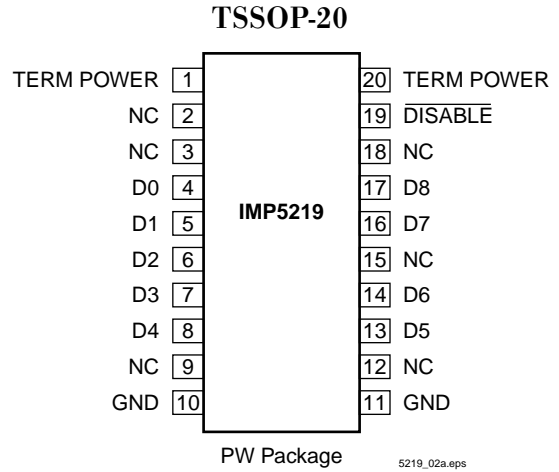 TSSOP-20
TERM POWER 1 20 TERM POWER
NC 2 19 DISABLE
NC 3 18 NC
D0 4 17 D8
D1 5 IMP5219 16 D7
D2 6 15 NC
D3 7 14 D6
D4 8 13 D5
NC 9 12 NC
GND 10 11 GND
PW Package
5219_02a.eps